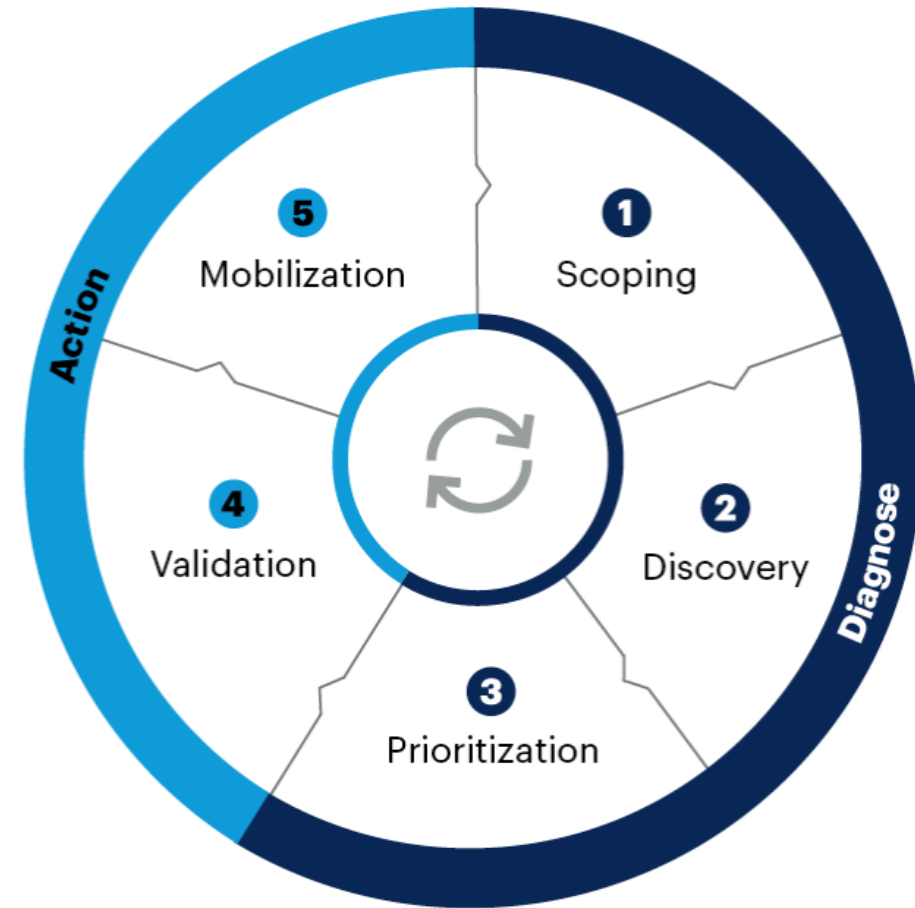 1
Scoping
2
Discovery
3
Prioritization
4
Validation
5
Mobilization
Diagnose
Action